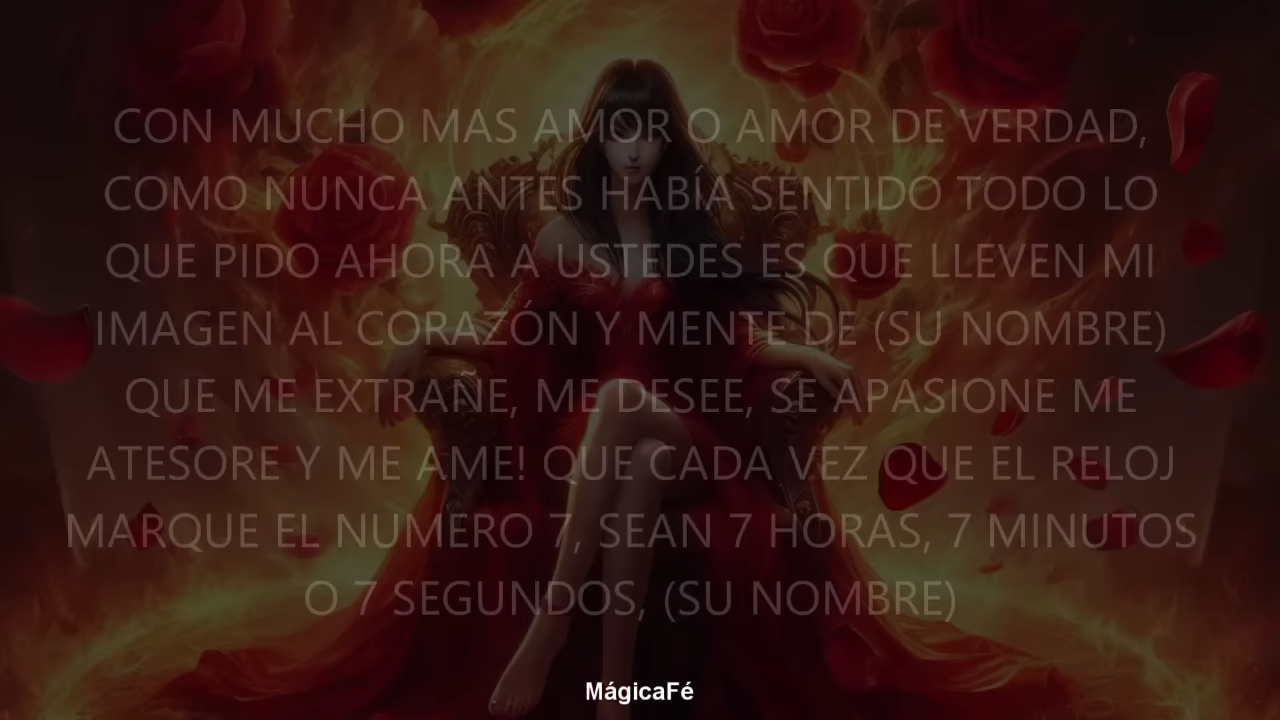 CON MUCHO MAS AMOR O AMOR DE VERDAD,
COMO NUNCA ANTES HABÍA SENTIDO TODO LO
QUE PIDO AHORA A USTEDES ES QUE LLEVEN MI
IMAGEN AL CORAZÓN Y MENTE DE (SU NOMBRE)
QUE ME EXTRAÑE, ME DESEE, SE APASIONE ME
ATESORE Y ME AME! QUE CADA VEZ QUE EL RELOJ
MARQUE EL NUMERO 7, SEAN 7 HORAS, 7 MINUTOS
O 7 SEGUNDOS, (SU NOMBRE)
MágicaFé